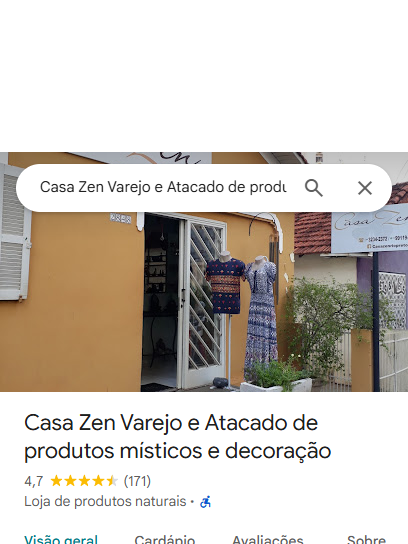 Casa Zen Varejo e Atacado de produ
Casa Zen
Casa Zen Varejo e Atacado de
produtos místicos e decoração
4,7 (171)
Loja de produtos naturais •
Visão geral Cardápio Avaliações Sobre